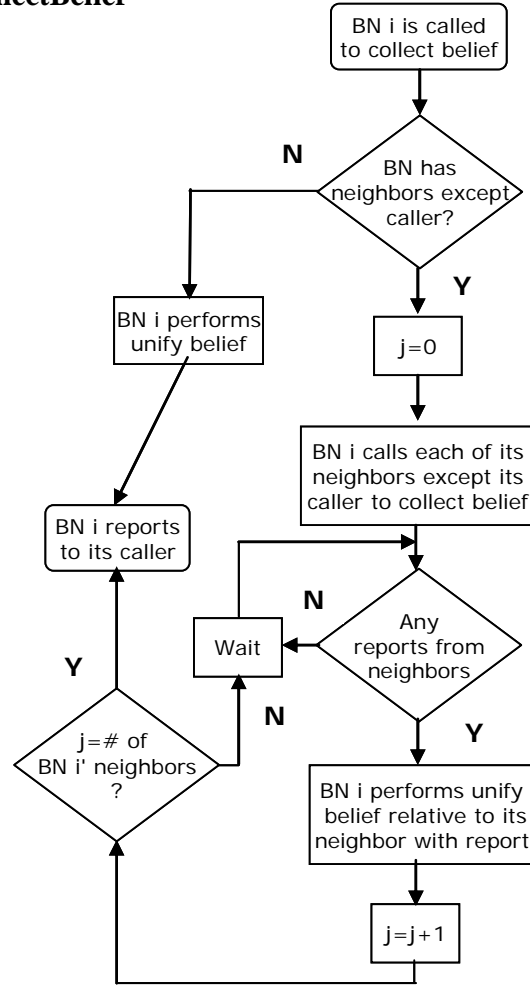 BN i is called
to collect belief
N
BN has
neighbors except
caller?
Y
BN i performs
unify belief
j=0
BN i calls each of its
neighbors except its
caller to collect belief
BN i reports
to its caller
N
Any
reports from
neighbors
Wait
Y
N
Y
j=# of
BN i' neighbors
?
BN i performs unify
belief relative to its
neighbor with report
j=j+1